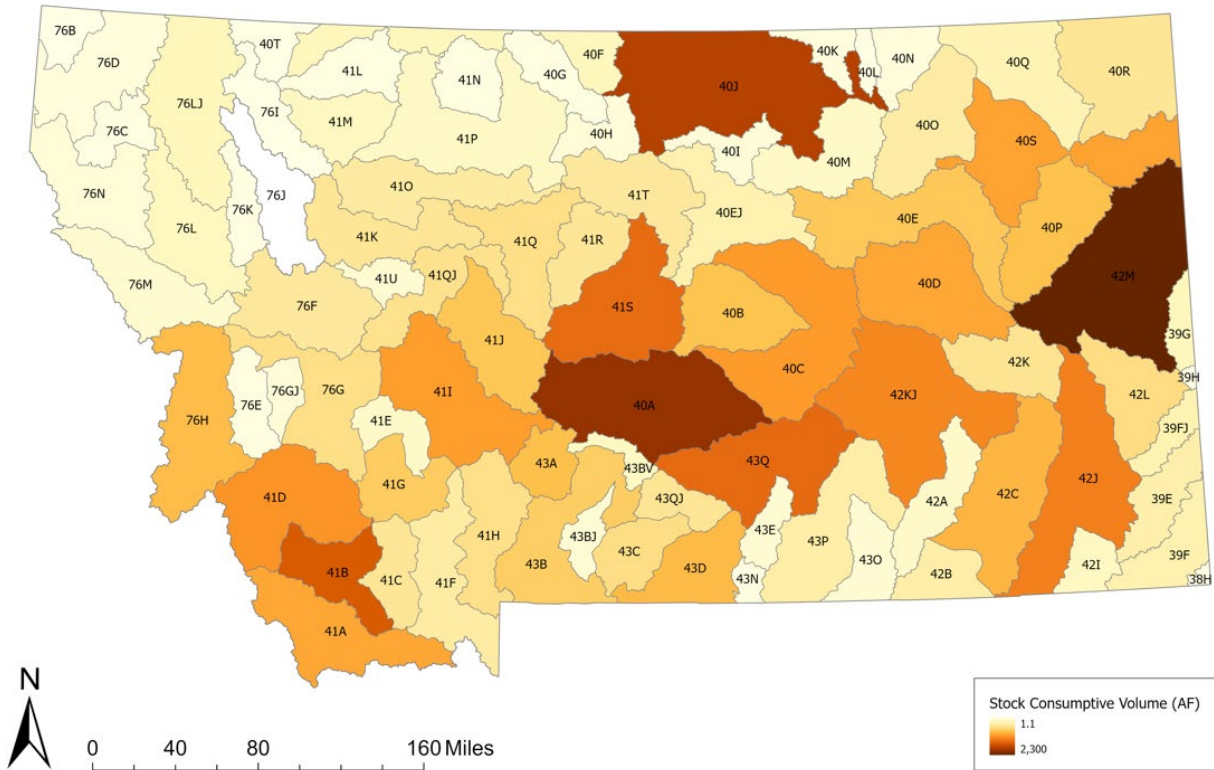 76B
76D
76LJ
40T
41L
41N
40G
40F
40J
40K
40L
40N
40Q
40R
76C
76I
41M
41P
40H
40I
40M
40O
40S
76N
76K
76J
76L
41O
41T
40EJ
40E
40P
41K
41Q
41R
76M
41U
41QJ
42M
76F
41S
40B
40D
41J
39G
40C
42K
39H
76H
76E
76GJ
76G
41I
41E
40A
42KJ
42L
39FJ
43A
43BV
43Q
41D
41G
43QJ
42A
42C
42J
39E
41H
43BJ
43E
41B
41C
41F
43B
43C
43D
43N
43P
43O
42B
42I
39F
38H
41A
N
0 40 80 160 Miles
Stock Consumptive Volume (AF)
1.1
2,300